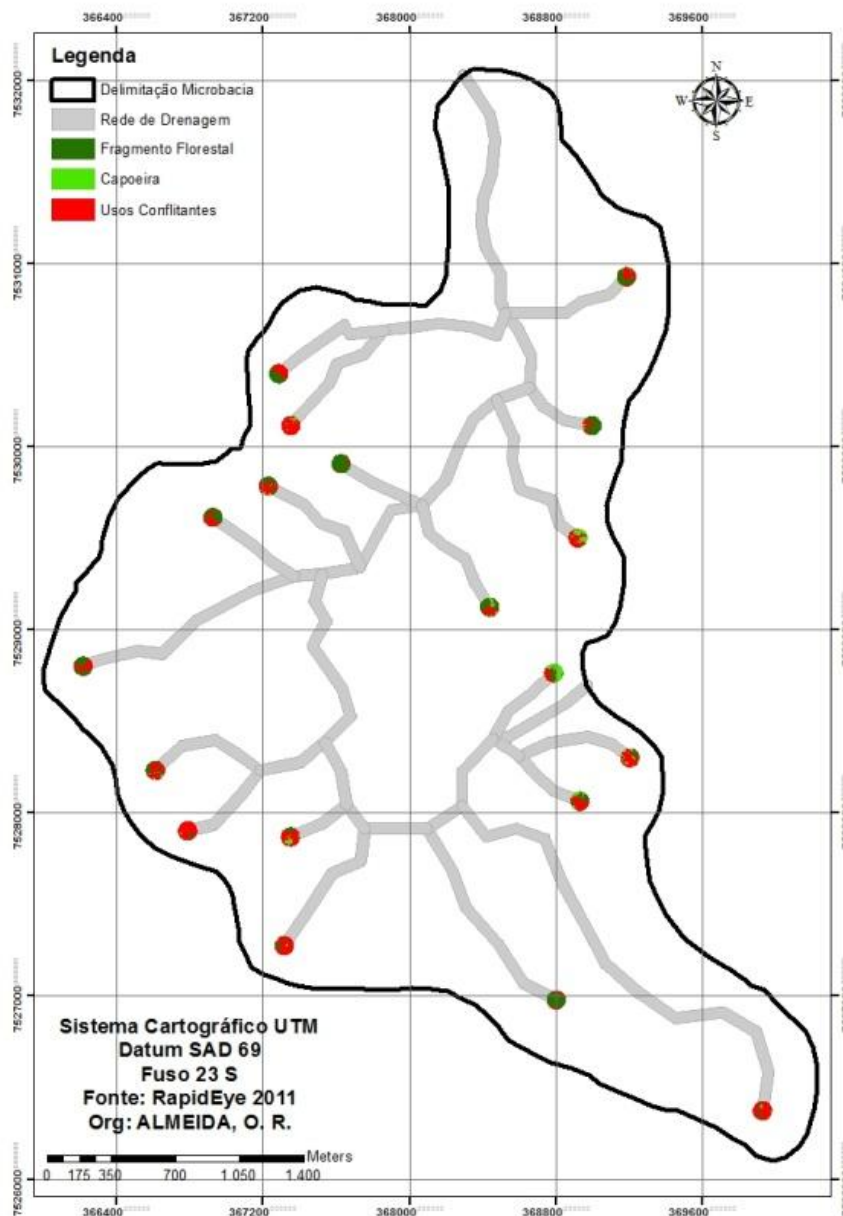 366400 367200 368000 368800 369600
Legenda
Delimitação Microbacia
Rede de Drenagem
Fragmento Florestal
Capoeira
Usos Conflitantes
N
W E
S
7532000
7531000
7530000
7529000
7528000
7527000
7526000
Sistema Cartográfico UTM
Datum SAD 69
Fuso 23 S
Fonte: RapidEye 2011
Org: ALMEIDA, O. R.
Meters
0 175 350 700 1.050 1.400
366400 367200 368000 368800 369600